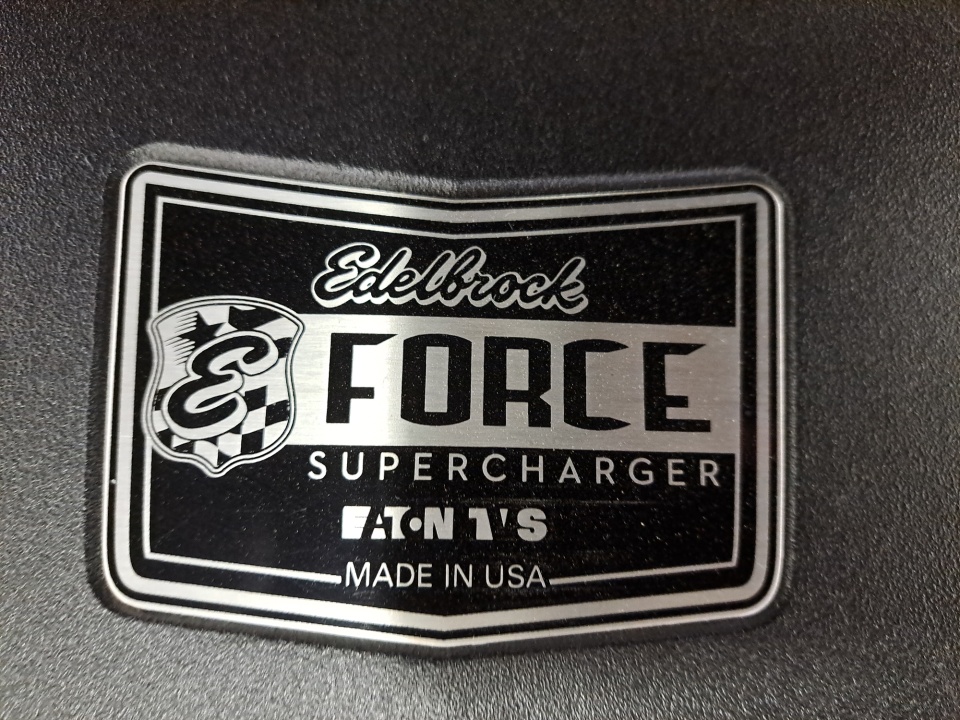 Edelbrock
E FORCE
SUPERCHARGER
EATON TVS
MADE IN USA